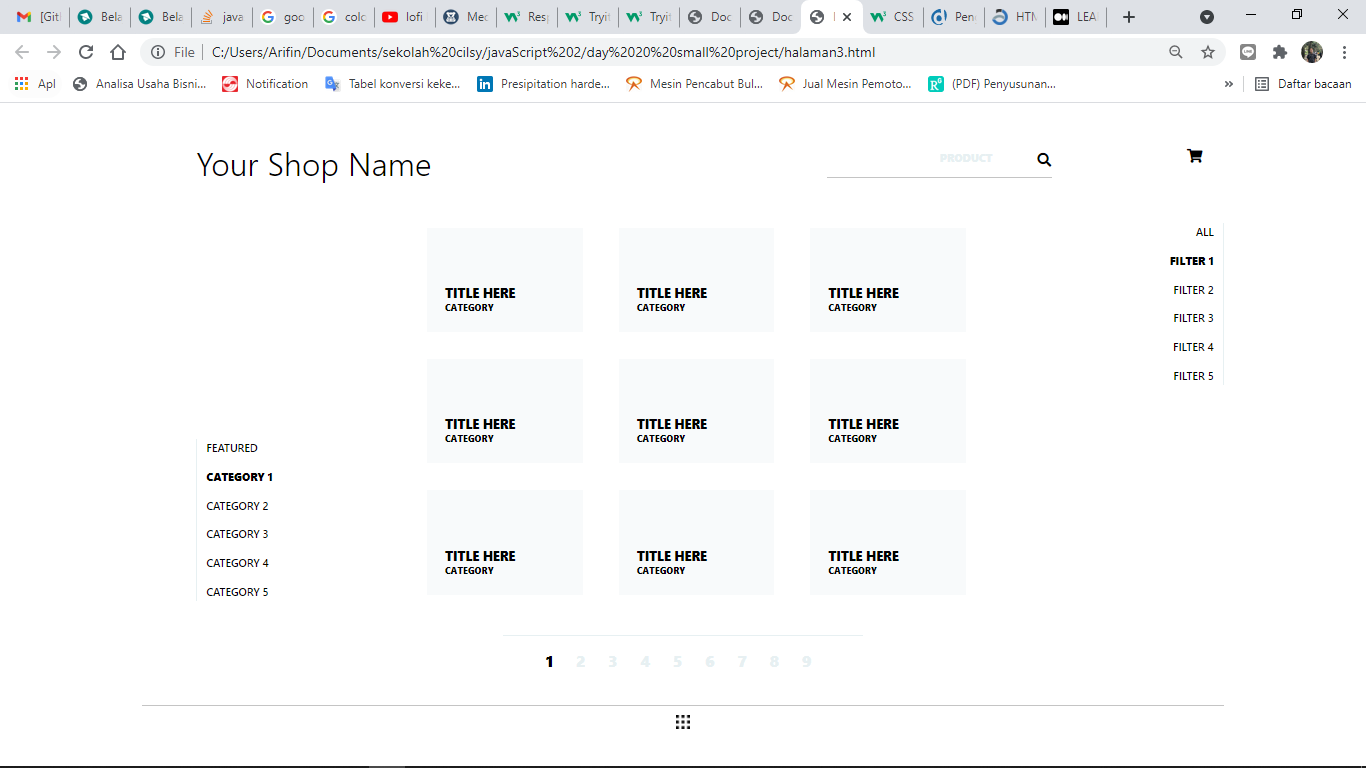 [Gitl Bela Bela java goo colo lofi Mec Resp Tryit Tryit Doc Doc CSS Peng HTN LEA
File C:/Users/Arifin/Documents/sekolah%20cilsy/javaScript%202/day%2020%20small%20project/halaman3.html
Apl Analisa Usaha Bisni... Notification Tabel konversi keke... Presipitation harde... Mesin Pencabut Bul... Jual Mesin Pemoto... (PDF) Penyusunan... » Daftar bacaan
Your Shop Name
PRODUCT
ALL
FILTER 1
FILTER 2
FILTER 3
FILTER 4
FILTER 5
TITLE HERE TITLE HERE TITLE HERE
CATEGORY CATEGORY CATEGORY
TITLE HERE TITLE HERE TITLE HERE
CATEGORY CATEGORY CATEGORY
FEATURED
CATEGORY 1
CATEGORY 2
CATEGORY 3
CATEGORY 4
CATEGORY 5
TITLE HERE TITLE HERE TITLE HERE
CATEGORY CATEGORY CATEGORY
1 2 3 4 5 6 7 8 9